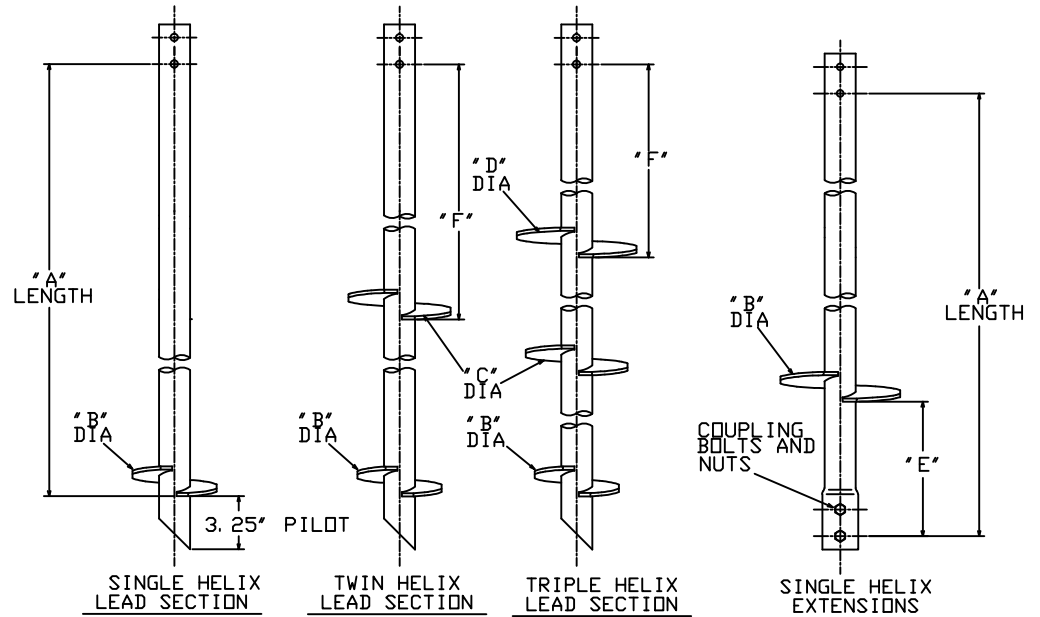 "A"
LENGTH
"B"
DIA
3.25" PILOT
SINGLE HELIX
LEAD SECTION
"F"
"C"
DIA
"B"
DIA
TWIN HELIX
LEAD SECTION
"D"
DIA
"F"
"B"
DIA
TRIPLE HELIX
LEAD SECTION
"B"
DIA
"A"
LENGTH
COUPLING
BOLTS AND
NUTS
"E"
SINGLE HELIX
EXTENSIONS